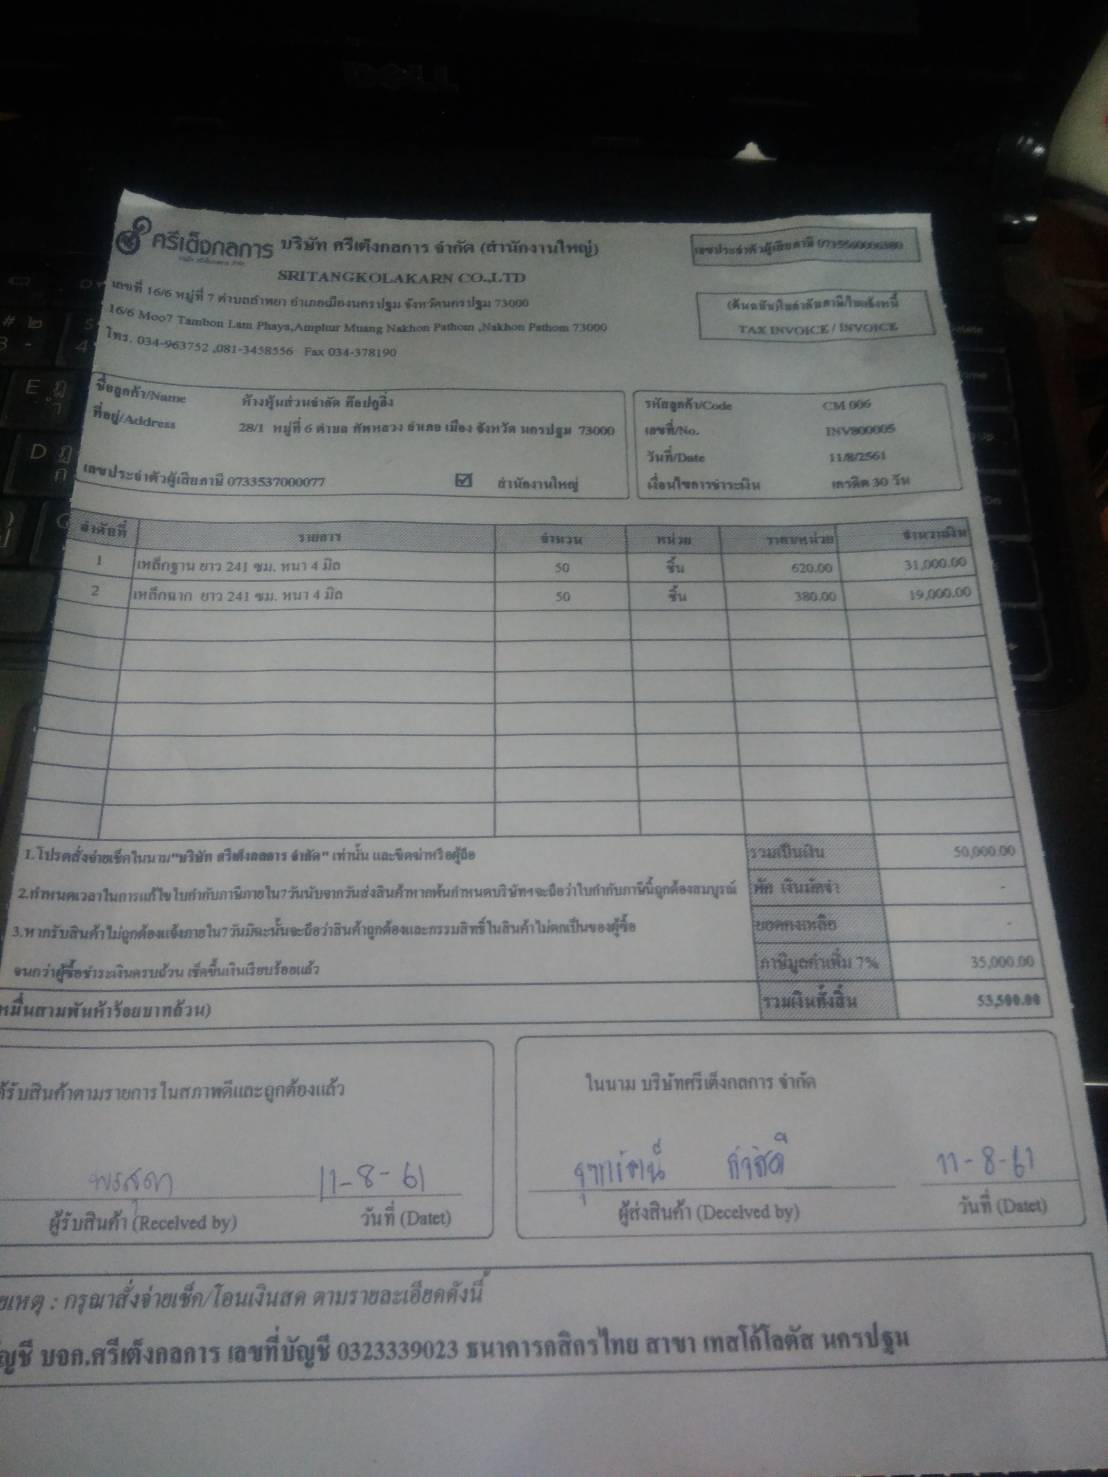 DELL
ศรีเต็งกลการ บริษัท ศรีเต็งกลการ จำกัด (สำนักงานใหญ่)
SRITANGKOLAKARN CO.,LTD
เลขที่ 16/6 หมู่ที่ 7 ตำบลลำพยา อำเภอเมืองนครปฐม จังหวัดนครปฐม 73000
16/6 Moo7 Tambon Lam Phaya,Amphur Muang Nakhon Pathom ,Nakhon Pathom 73000
โทร. 034-963752 ,081-3458556 Fax 034-378190
เลขประจำตัวผู้เสียภาษี
TAX INVOICE / INVOICE
ชื่อลูกค้า/Name ห้างหุ้นส่วนจำกัด ท๊อปกูลิ่ง
ที่อยู่/Address 28/1 หมู่ที่ 6 ตำบล ทัพหลวง อำเภอ เมือง จังหวัด นครปฐม 73000
เลขประจำตัวผู้เสียภาษี 0733537000077 สำนักงานใหญ่
รหัสลูกค้า/Code CM 006
เลขที่/No. INV800005
วันที่/Date 11/8/2561
เงื่อนไขการชำระเงิน เครดิต 30 วัน
ลำดับที่ รายการ จำนวน หน่วย ราคา/หน่วย จำนวนเงิน
1 เหล็กฐาน ยาว 241 ซม. หนา 4 มิล 50 ชิ้น 620.00 31,000.00
2 เหล็กฉาก ยาว 241 ซม. หนา 4 มิล 50 ชิ้น 380.00 19,000.00
1.โปรดสั่งจ่ายเช็คในนาม"บริษัท ศรีเต็งกลการ จำกัด" เท่านั้น และขีดฆ่าหรือผู้ถือ
2.กำหนดเวลาในการแก้ไขใบกำกับภาษีภายใน7วันนับจากวันส่งสินค้าหากพ้นกำหนดบริษัทฯจะถือว่าใบกำกับภาษีนี้ถูกต้องสมบูรณ์
3.หากรับสินค้าไม่ถูกต้องแจ้งภายใน7วันมิฉะนั้นจะถือว่าสินค้าถูกต้องและกรรมสิทธิ์ในสินค้าไม่ตกเป็นของผู้ซื้อ
จนกว่าผู้ซื้อชำระเงินครบถ้วน เช็คขึ้นเงินเรียบร้อยแล้ว
หมื่นสามพันห้าร้อยบาทถ้วน)
รวมเป็นเงิน 50,000.00
หัก เงินมัดจำ -
ยอดคงเหลือ -
ภาษีมูลค่าเพิ่ม 7% 35,000.00
รวมเงินทั้งสิ้น 53,500.00
ได้รับสินค้าตามรายการในสภาพดีและถูกต้องแล้ว
พรสุดา 11-8-61
ผู้รับสินค้า (Received by) วันที่ (Datet)
ในนาม บริษัทศรีเต็งกลการ จำกัด
11-8-61
ผู้ส่งสินค้า (Deceived by) วันที่ (Datet)
ยเหตุ : กรุณาสั่งจ่ายเช็ค/โอนเงินสด ตามรายละเอียดดังนี้
ญชี บจก.ศรีเต็งกลการ เลขที่บัญชี 0323339023 ธนาคารกสิกรไทย สาขา เทสโก้โลตัส นครปฐม